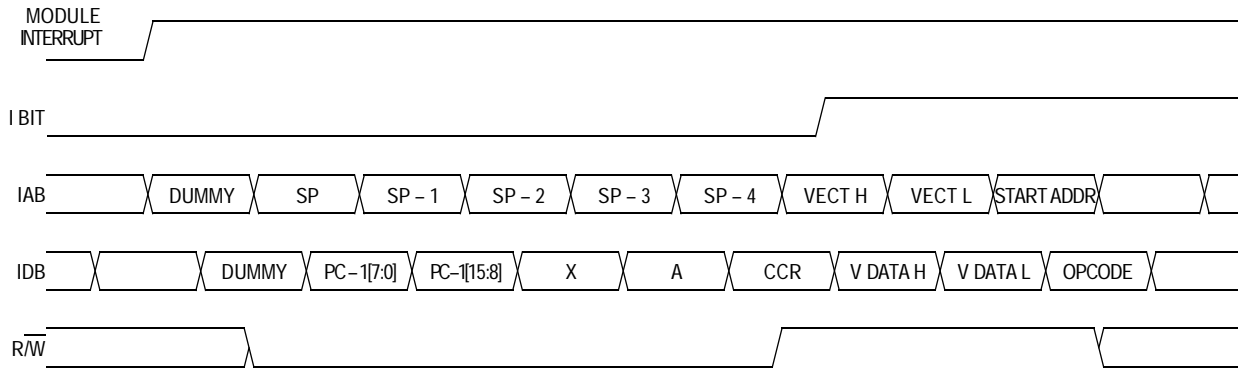 MODULE
INTERRUPT
I BIT
IAB DUMMY SP SP – 1 SP – 2 SP – 3 SP – 4 VECT H VECT L START ADDR
IDB DUMMY PC – 1[7:0] PC–1[15:8] X A CCR V DATA H V DATA L OPCODE
R/W